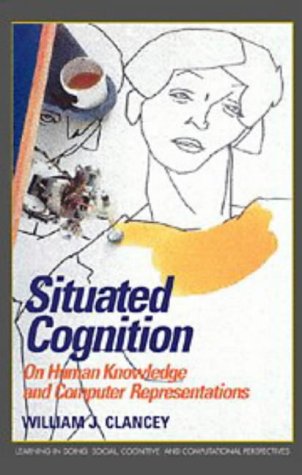 Situated
Cognition
On Human Knowledge
and Computer Representations
WILLIAM J. CLANCEY
LEARNING IN DOING: SOCIAL, COGNITIVE, AND COMPUTATIONAL PERSPECTIVES